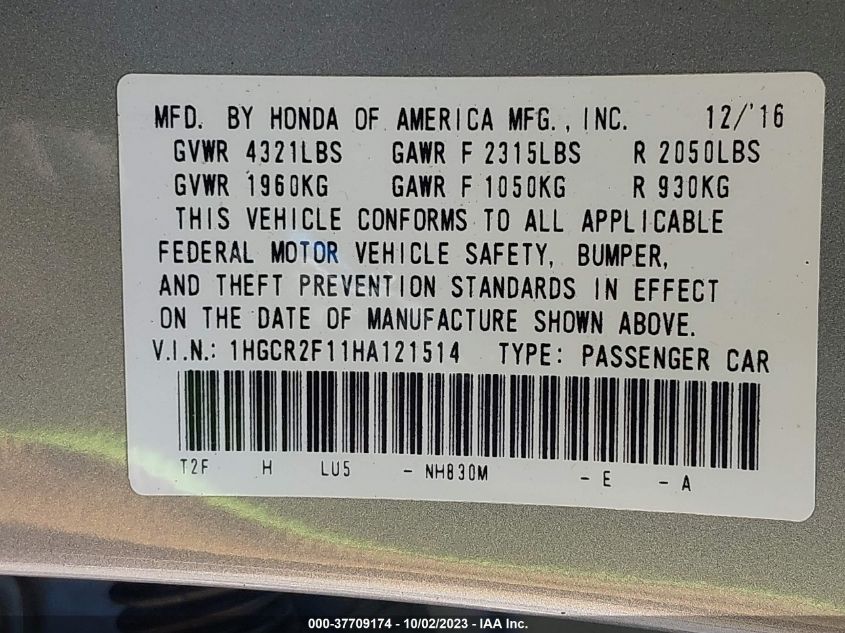 MFD. BY HONDA OF AMERICA MFG., INC. 12/'16
GVWR 4321LBS GAWR F 2315LBS R 2050LBS
GVWR 1960KG GAWR F 1050KG R 930KG
THIS VEHICLE CONFORMS TO ALL APPLICABLE
FEDERAL MOTOR VEHICLE SAFETY, BUMPER,
AND THEFT PREVENTION STANDARDS IN EFFECT
ON THE DATE OF MANUFACTURE SHOWN ABOVE.
V.I.N.: 1HGCR2F11HA121514 TYPE: PASSENGER CAR
T2F H LU5 - NH830M - E - A
000-37709174 - 10/02/2023 - IAA Inc.